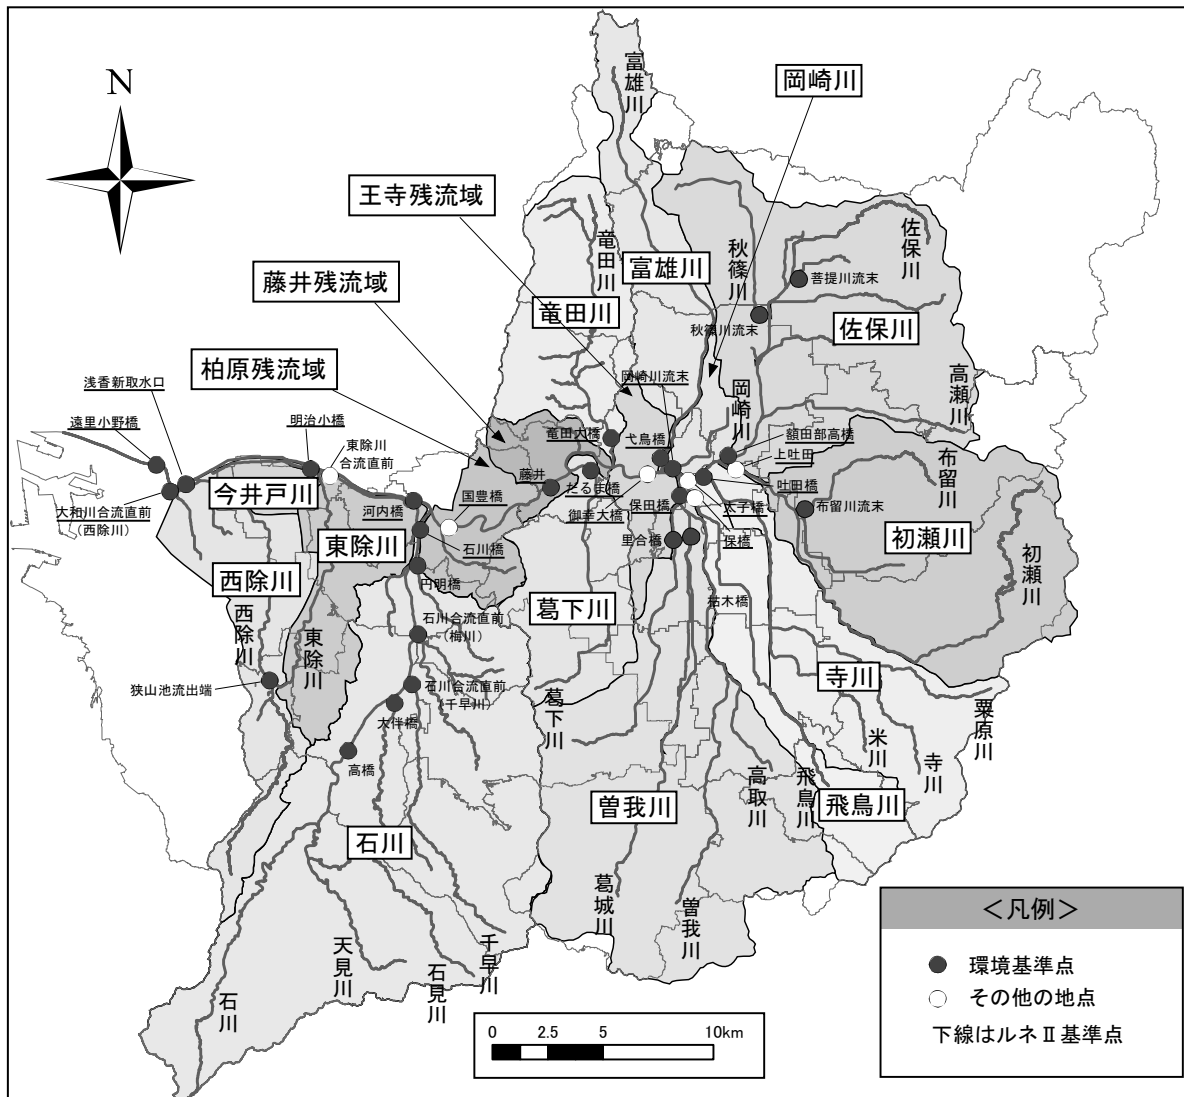 N
富雄川
岡崎川
王寺残流域
藤井残流域
柏原残流域
竜田川
富雄川
秋篠川
佐保川
菩提川流末
秋篠川流末
竜田川
佐保川
浅香新取水口
遠里小野橋
明治小橋
東除川
合流直前
岡崎川流末
岡崎川
高瀬川
竜田大橋
弋鳥橋
額田部高橋
上吐田
布留川
今井戸川
大和川合流直前
(西除川)
河内橋
国豊橋
藤井
だるま橋
御幸大橋
保田橋
太子橋
吐田橋
布留川流末
東除川
石川橋
里合橋
保橋
初瀬川
初瀬川
西除川
円明橋
葛下川
枯木橋
西除川
東除川
石川合流直前
(梅川)
狭山池流出端
石川合流直前
(千早川)
大伴橋
葛下川
寺川
粟原川
高橋
米川
寺川
高取川
飛鳥川
飛鳥川
曽我川
石川
葛城川
曽我川
天見川
石見川
千早川
石川
<凡例>
環境基準点
その他の地点
下線はルネⅡ基準点
0 2.5 5 10km